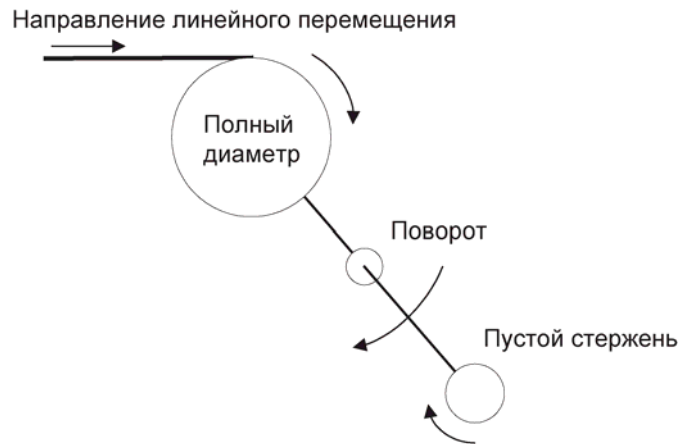 Направление линейного перемещения
Полный
диаметр
Поворот
Пустой стержень